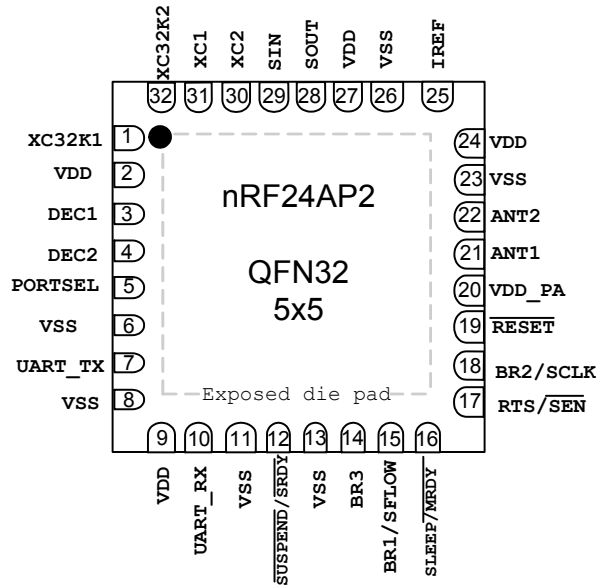 XC32K2
XC1
XC2
SIN
SOUT
VDD
VSS
IREF
32 31 30 29 28 27 26 25
XC32K1 1
VDD 2
DEC1 3
DEC2 4
PORTSEL 5
VSS 6
UART_TX 7
VSS 8
nRF24AP2
QFN32
5x5
Exposed die pad
24 VDD
23 VSS
22 ANT2
21 ANT1
20 VDD_PA
19 RESET
18 BR2/SCLK
17 RTS/SEN
9 10 11 12 13 14 15 16
VDD
UART_RX
VSS
SUSPEND/SRDY
VSS
BR3
BR1/SFLOW
SLEEP/MRDY